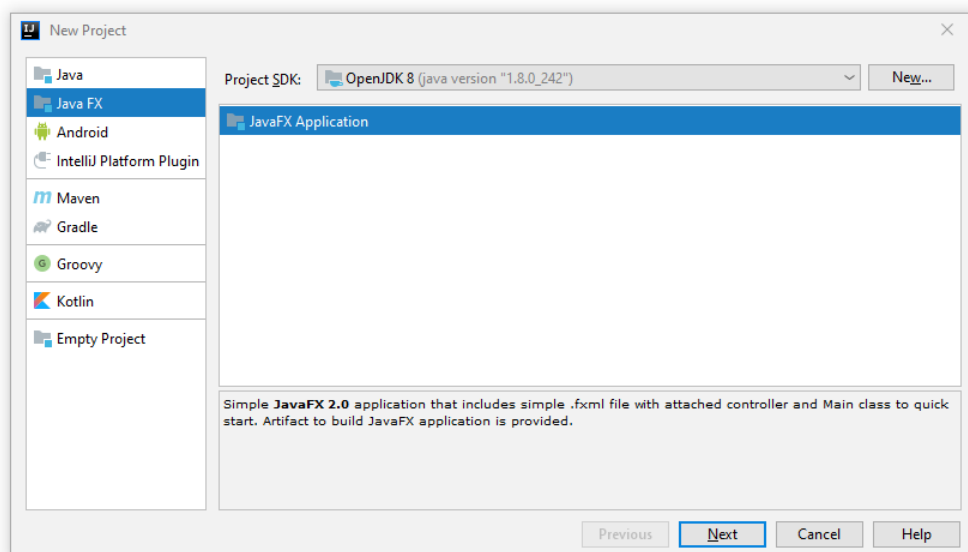 IJ
New Project
Java
Java FX
Android
IntelliJ Platform Plugin
Maven
Gradle
G
Groovy
Kotlin
Empty Project
Project SDK:
OpenJDK 8 (java version "1.8.0_242")
New...
JavaFX Application
Simple JavaFX 2.0 application that includes simple .fxml file with attached controller and Main class to quick
start. Artifact to build JavaFX application is provided.
Previous
Next
Cancel
Help